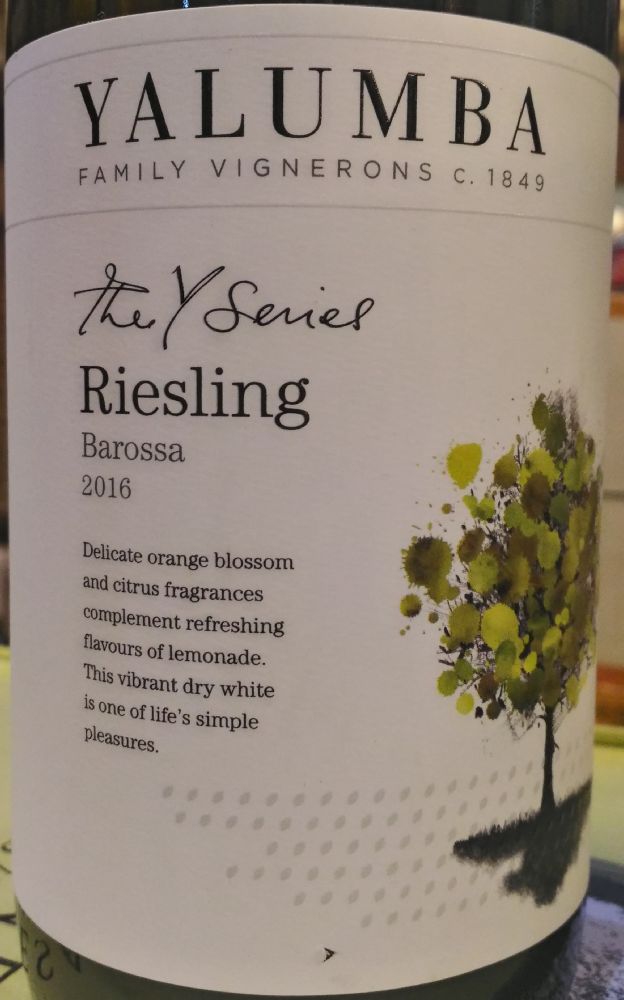 YALUMBA
FAMILY VIGNERONS C. 1849
the Y Series
Riesling
Barossa
2016
Delicate orange blossom
and citrus fragrances
complement refreshing
flavours of lemonade.
This vibrant dry white
is one of life's simple
pleasures.